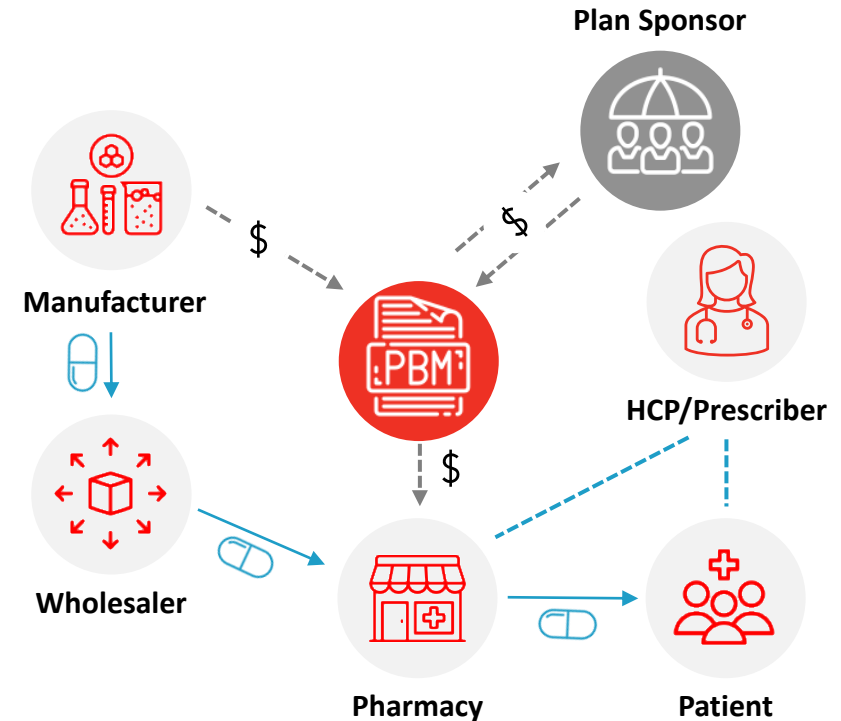 Plan Sponsor
$
$
Manufacturer
PBM
HCP/Prescriber
$
Wholesaler
Pharmacy
Patient